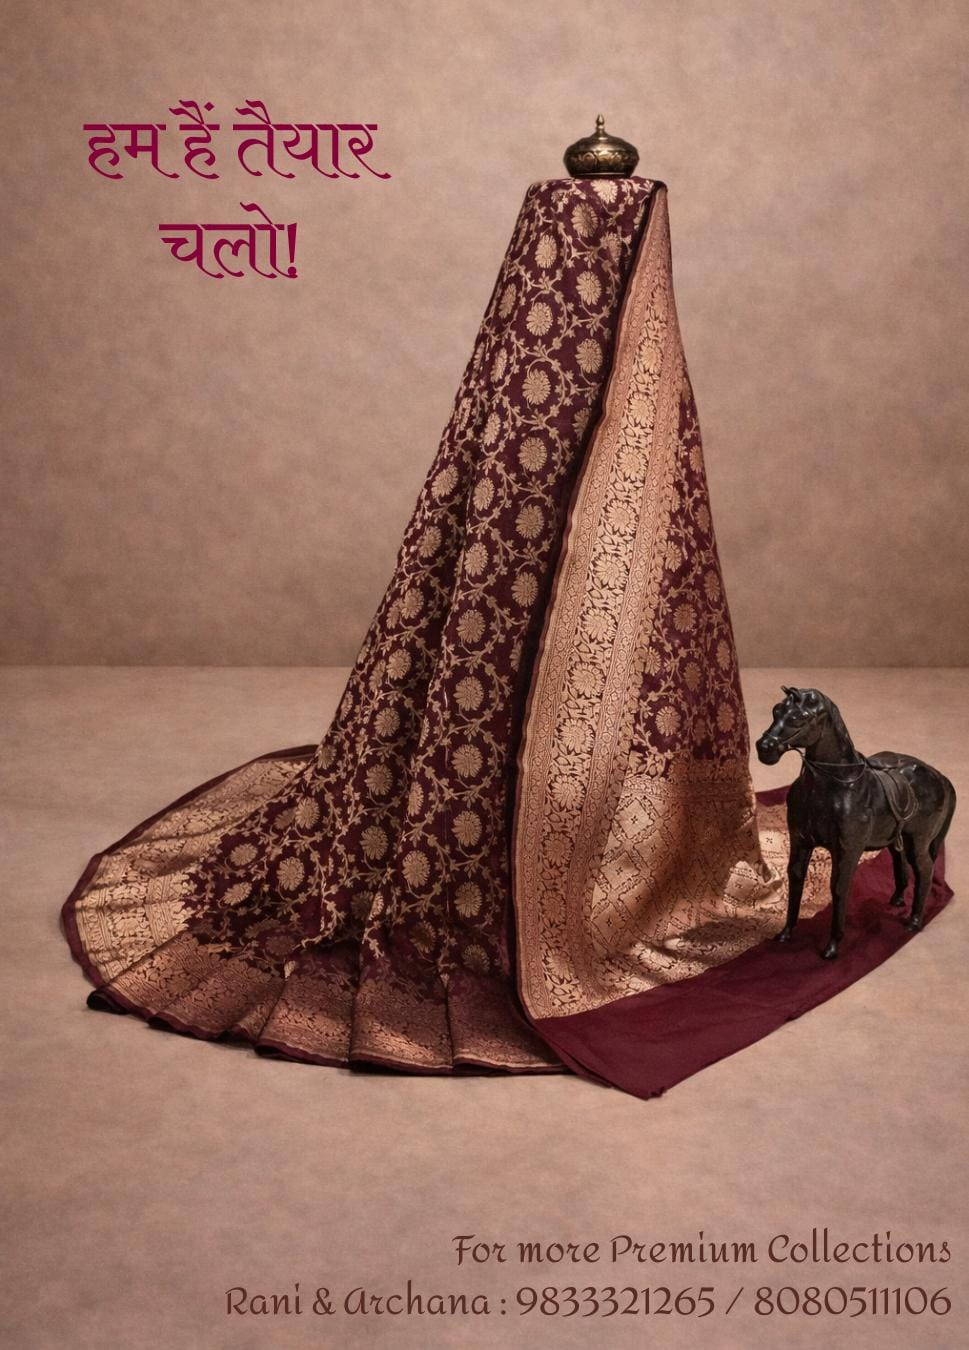 हम हैं तैयार
चलो!
For more Premium Collections
Rani & Archana : 9833321265 / 8080511106